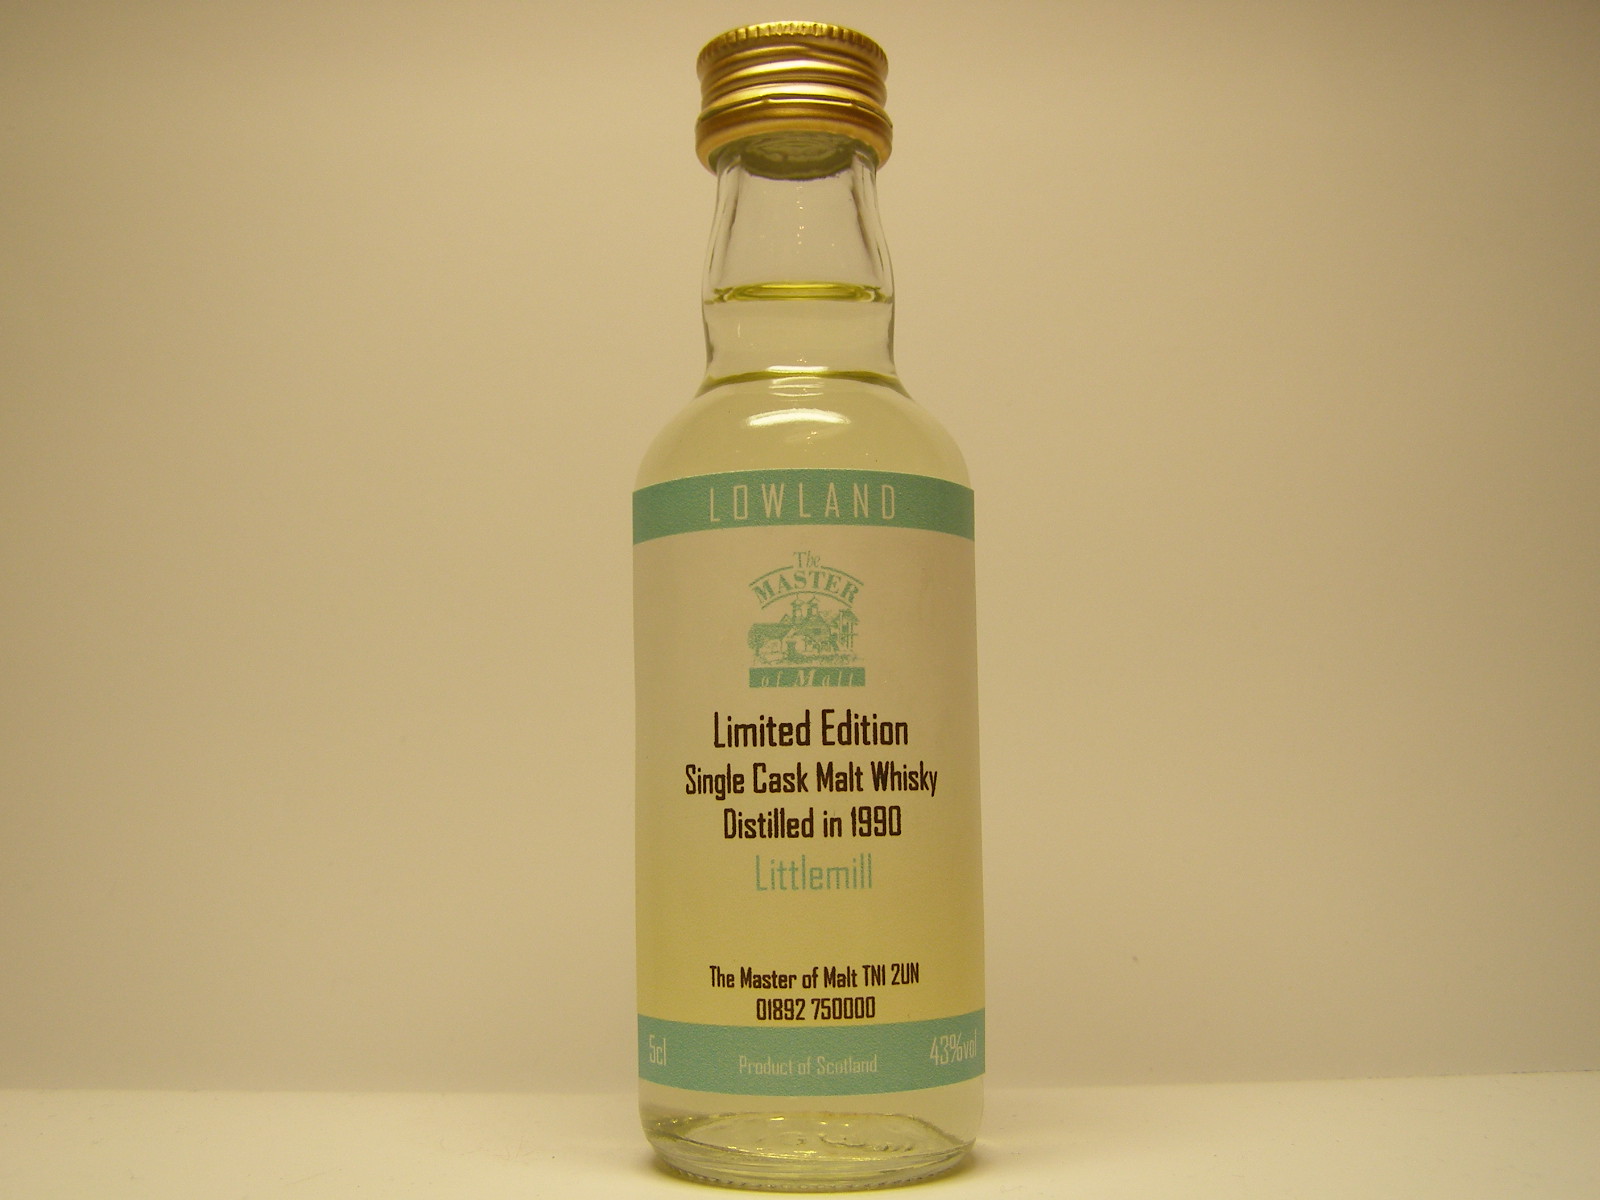 LOWLAND
The
MASTER
of Malt
Limited Edition
Single Cask Malt Whisky
Distilled in 1990
Littlemill
The Master of Malt TN1 2UN
01892 750000
5cl
Product of Scotland
43%vol